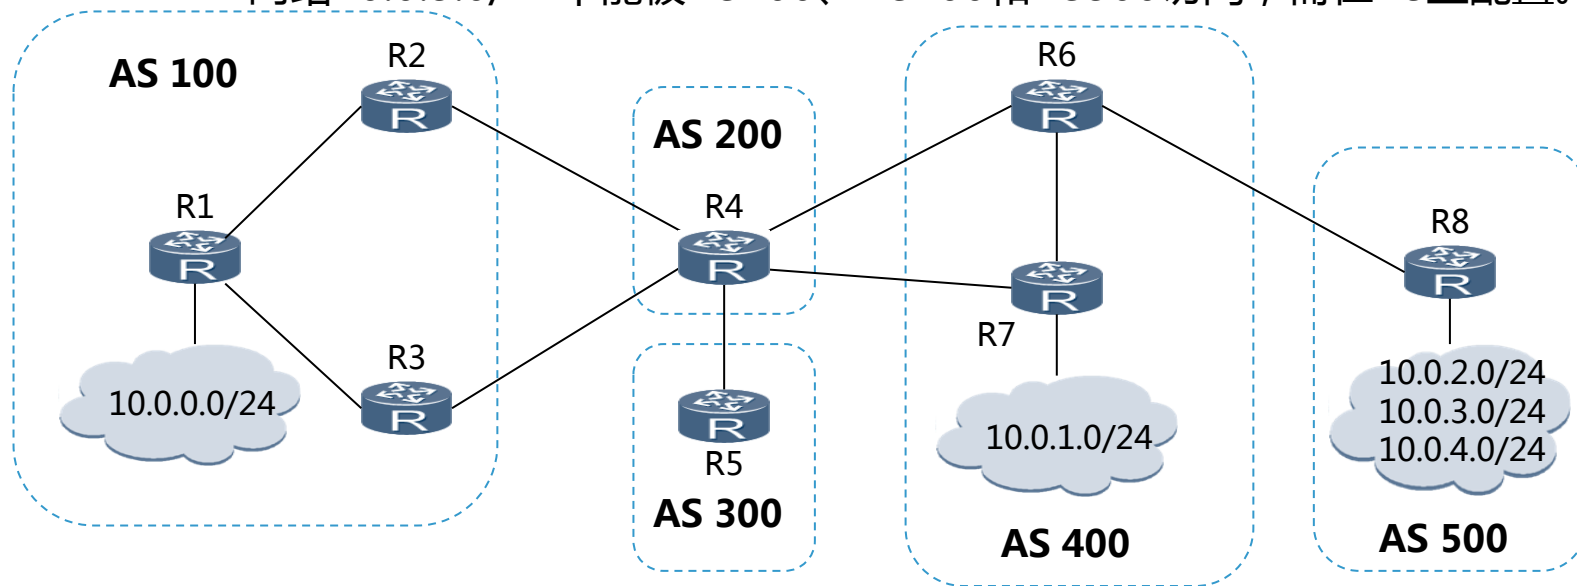 AS 100
R2
R1
R3
10.0.0.0/24
AS 200
R4
R5
AS 300
R6
R7
10.0.1.0/24
AS 400
R8
10.0.2.0/24
10.0.3.0/24
10.0.4.0/24
AS 500